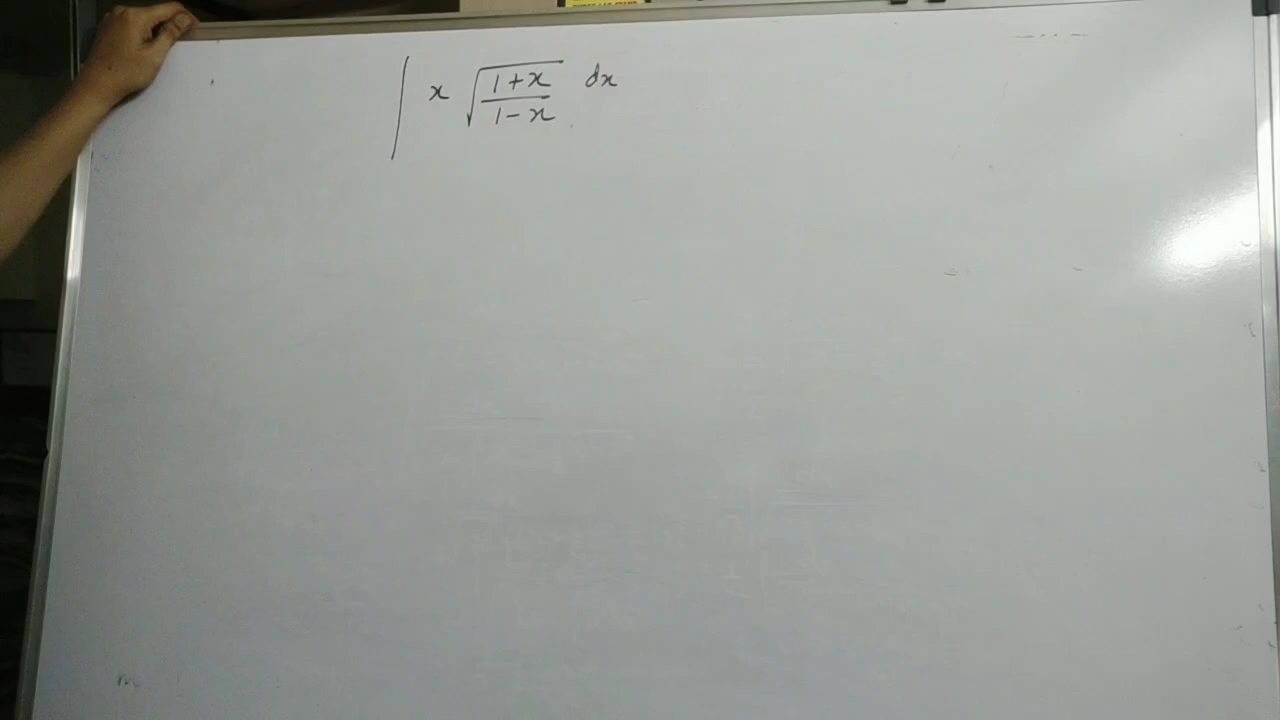 ∫ x √((1+x)/(1-x)) dx